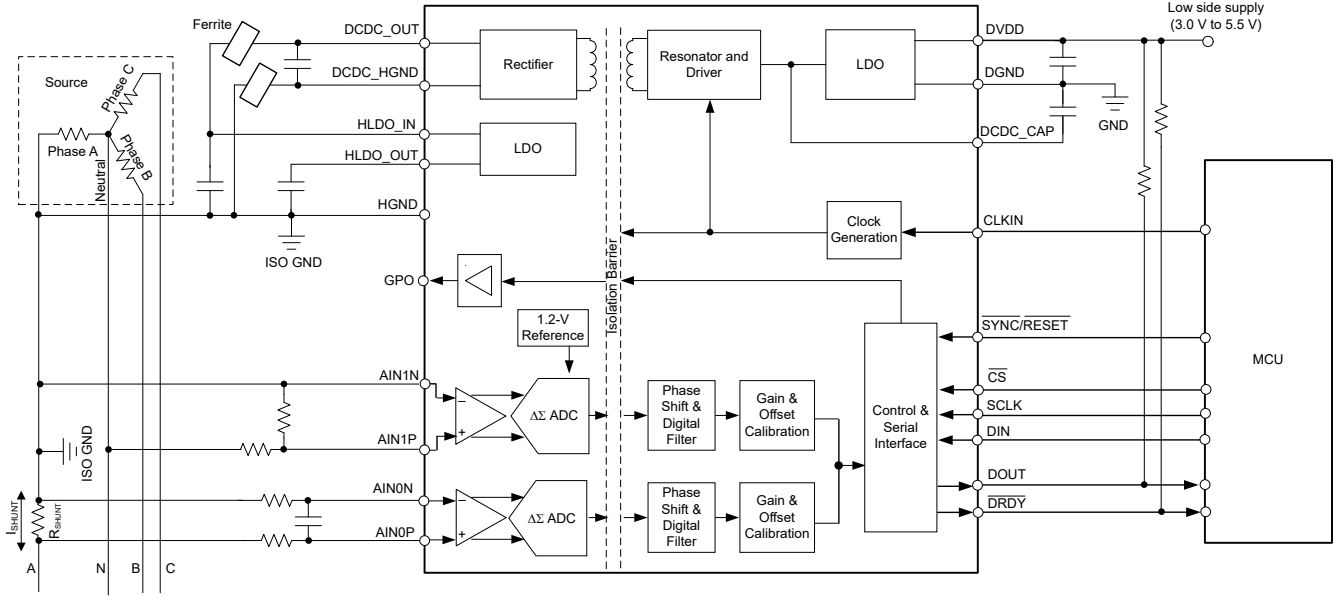 Low side supply
(3.0 V to 5.5 V)
Ferrite
DCDC_OUT
DCDC_HGND
Rectifier
Resonator and
Driver
LDO
DVDD
DGND
GND
DCDC_CAP
Source
Phase C
Phase A
Phase B
Neutral
HLDO_IN
HLDO_OUT
LDO
HGND
ISO GND
Clock
Generation
CLKIN
GPO
Isolation Barrier
1.2-V
Reference
SYNC/RESET
MCU
AIN1N
AIN1P
ΔΣ ADC
Phase
Shift &
Digital
Filter
Gain &
Offset
Calibration
Control &
Serial
Interface
CS
SCLK
DIN
DOUT
DRDY
ISO GND
AIN0N
AIN0P
ΔΣ ADC
Phase
Shift &
Digital
Filter
Gain &
Offset
Calibration
ISHUNT
RSHUNT
A
N
B
C